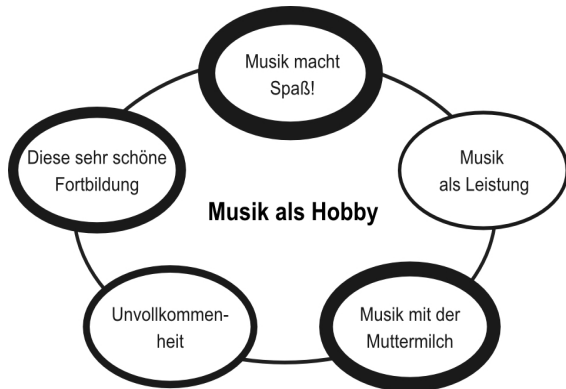 Musik macht
Spaß!
Diese sehr schöne
Fortbildung
Musik
als Leistung
Musik als Hobby
Unvollkommen-
heit
Musik mit der
Muttermilch